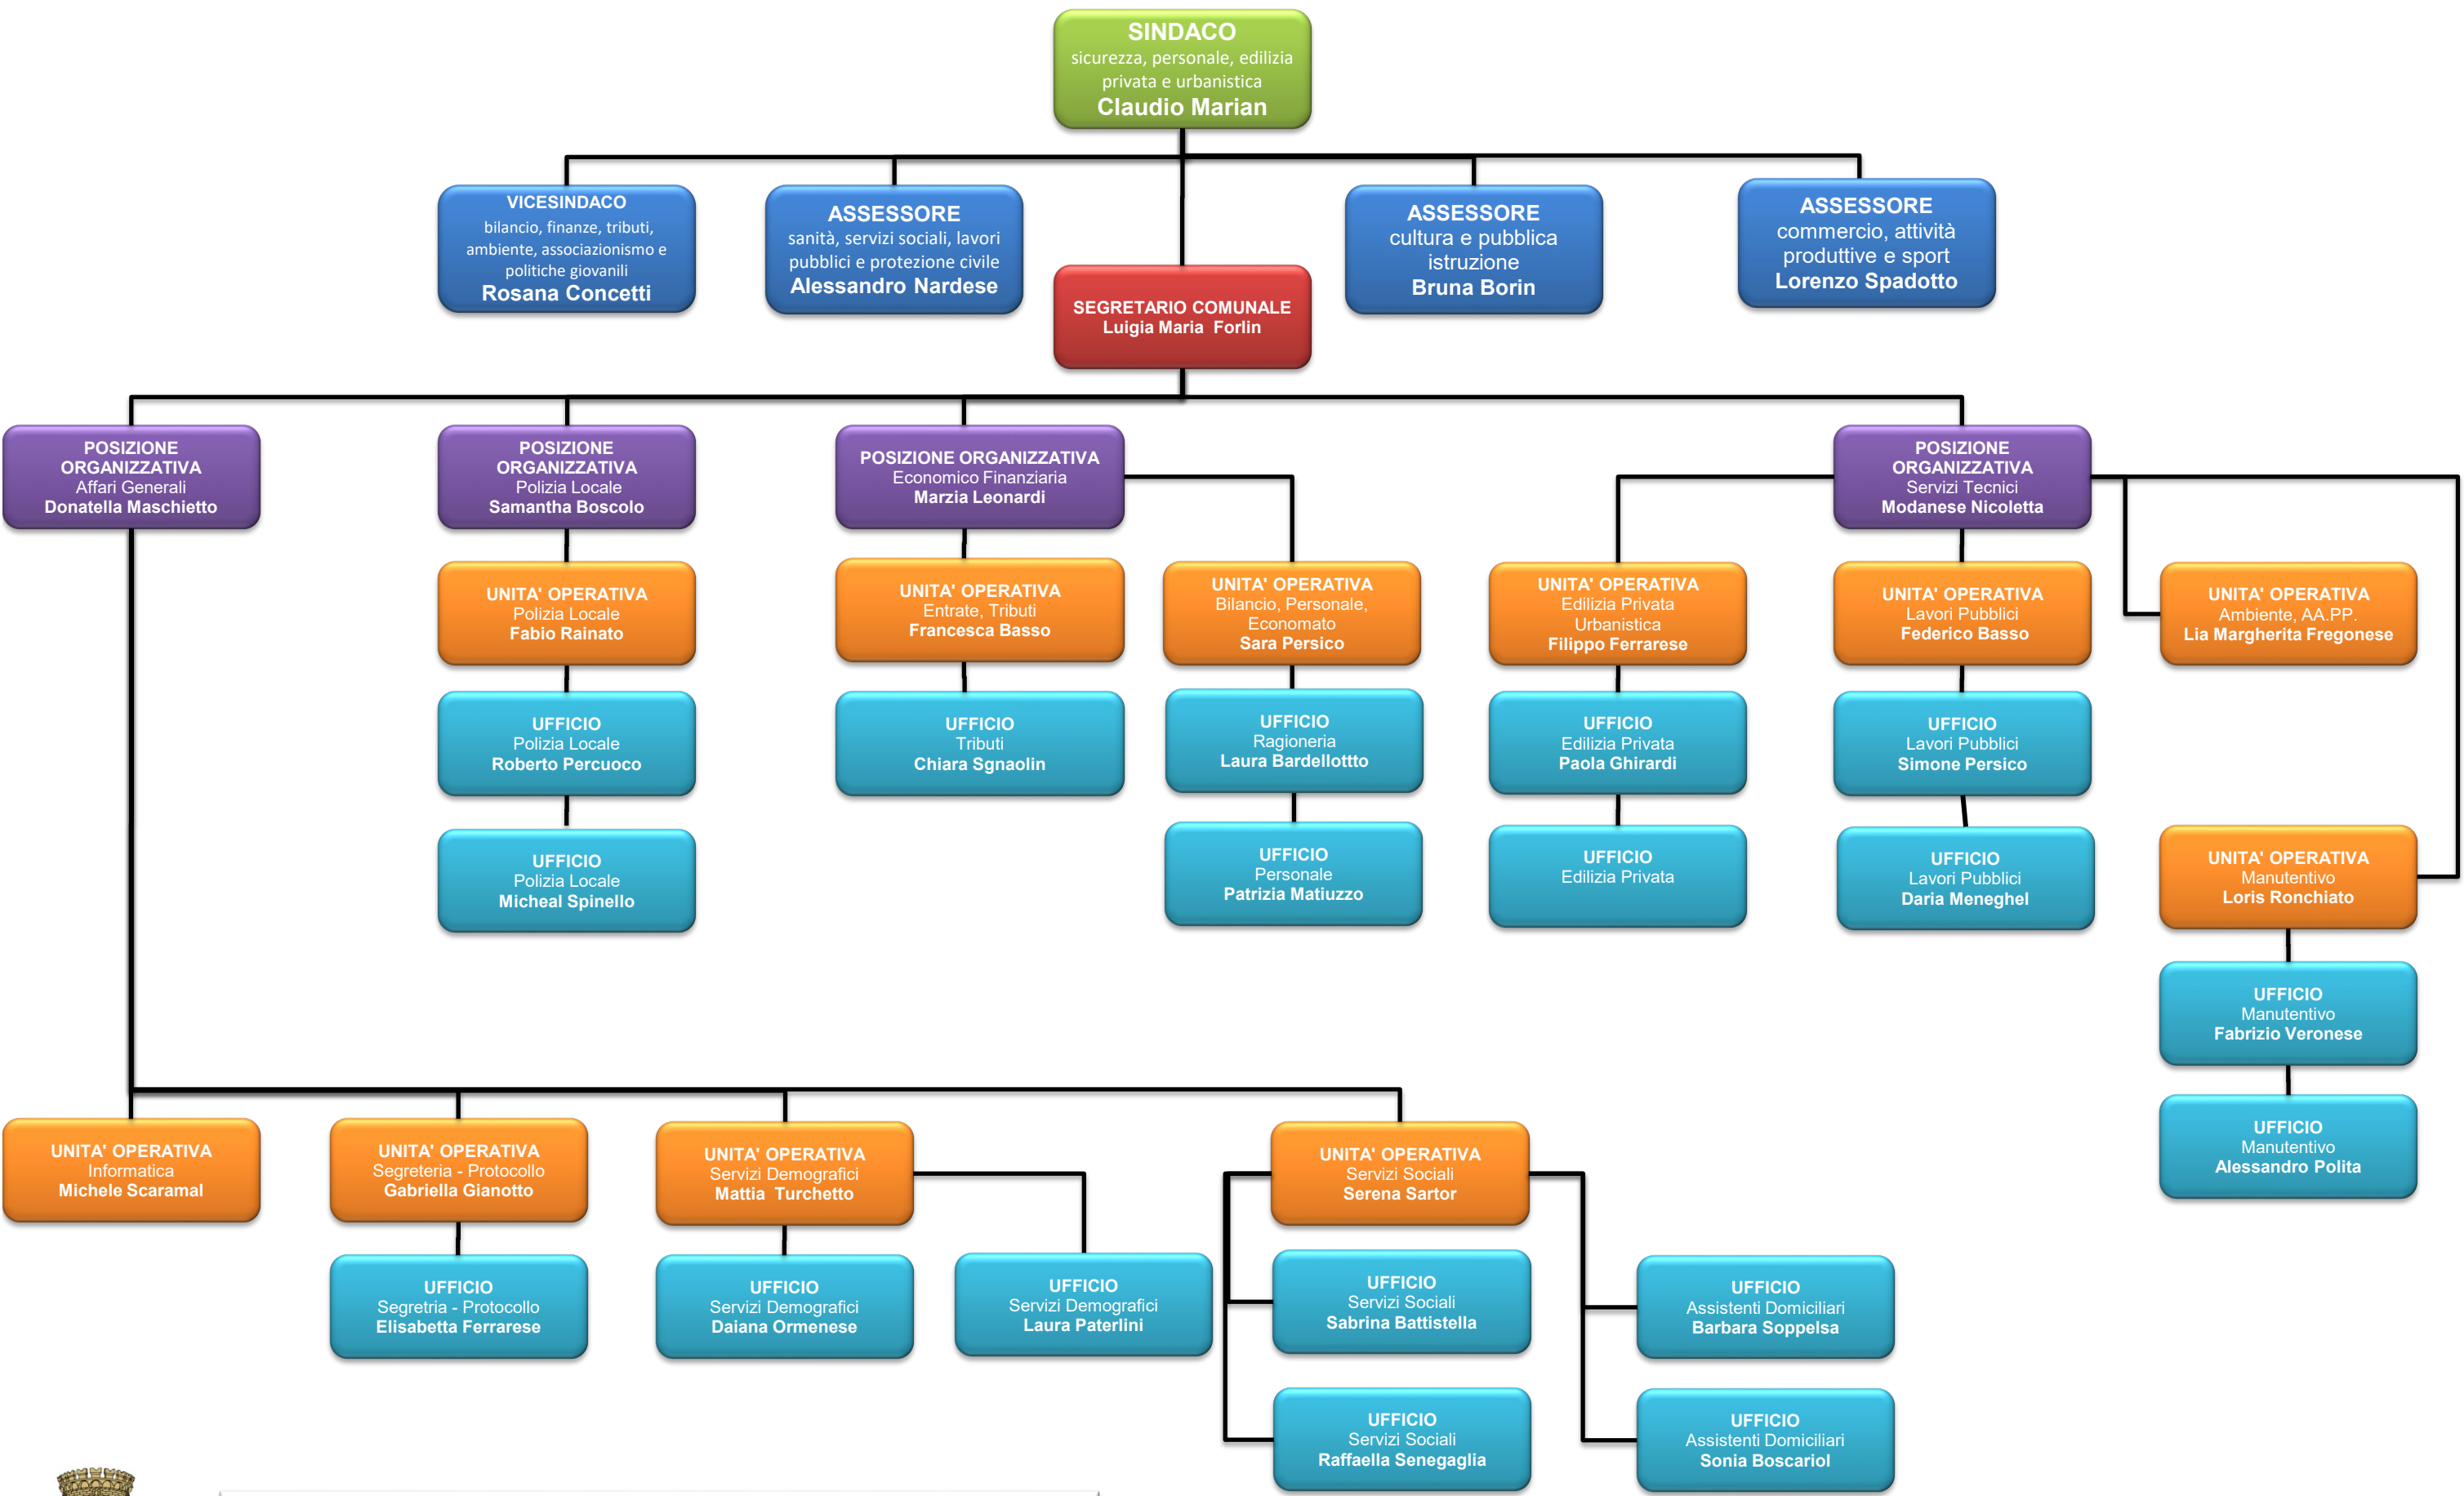 SINDACO
sicurezza, personale, edilizia
privata e urbanistica
Claudio Marian
VICESINDACO
bilancio, finanze, tributi,
ambiente, associazionismo e
politiche giovanili
Rosana Concetti
ASSESSORE
sanità, servizi sociali, lavori
pubblici e protezione civile
Alessandro Nardese
ASSESSORE
cultura e pubblica
istruzione
Bruna Borin
ASSESSORE
commercio, attività
produttive e sport
Lorenzo Spadotto
SEGRETARIO COMUNALE
Luigia Maria Forlin
POSIZIONE
ORGANIZZATIVA
Affari Generali
Donatella Maschietto
POSIZIONE
ORGANIZZATIVA
Polizia Locale
Samantha Boscolo
POSIZIONE ORGANIZZATIVA
Economico Finanziaria
Marzia Leonardi
POSIZIONE
ORGANIZZATIVA
Servizi Tecnici
Modanese Nicoletta
UNITA' OPERATIVA
Polizia Locale
Fabio Rainato
UNITA' OPERATIVA
Entrate, Tributi
Francesca Basso
UNITA' OPERATIVA
Bilancio, Personale,
Economato
Sara Persico
UNITA' OPERATIVA
Edilizia Privata
Urbanistica
Filippo Ferrarese
UNITA' OPERATIVA
Lavori Pubblici
Federico Basso
UNITA' OPERATIVA
Ambiente, AA.PP.
Lia Margherita Fregonese
UFFICIO
Polizia Locale
Roberto Percuoco
UFFICIO
Tributi
Chiara Sgnaolin
UFFICIO
Ragioneria
Laura Bardellottto
UFFICIO
Edilizia Privata
Paola Ghirardi
UFFICIO
Lavori Pubblici
Simone Persico
UFFICIO
Polizia Locale
Micheal Spinello
UFFICIO
Personale
Patrizia Matiuzzo
UFFICIO
Edilizia Privata
UFFICIO
Lavori Pubblici
Daria Meneghel
UNITA' OPERATIVA
Manutentivo
Loris Ronchiato
UFFICIO
Manutentivo
Fabrizio Veronese
UFFICIO
Manutentivo
Alessandro Polita
UNITA' OPERATIVA
Informatica
Michele Scaramal
UNITA' OPERATIVA
Segreteria - Protocollo
Gabriella Gianotto
UNITA' OPERATIVA
Servizi Demografici
Mattia Turchetto
UNITA' OPERATIVA
Servizi Sociali
Serena Sartor
UFFICIO
Segretria - Protocollo
Elisabetta Ferrarese
UFFICIO
Servizi Demografici
Daiana Ormenese
UFFICIO
Servizi Demografici
Laura Paterlini
UFFICIO
Servizi Sociali
Sabrina Battistella
UFFICIO
Assistenti Domiciliari
Barbara Soppelsa
UFFICIO
Servizi Sociali
Raffaella Senegaglia
UFFICIO
Assistenti Domiciliari
Sonia Boscariol